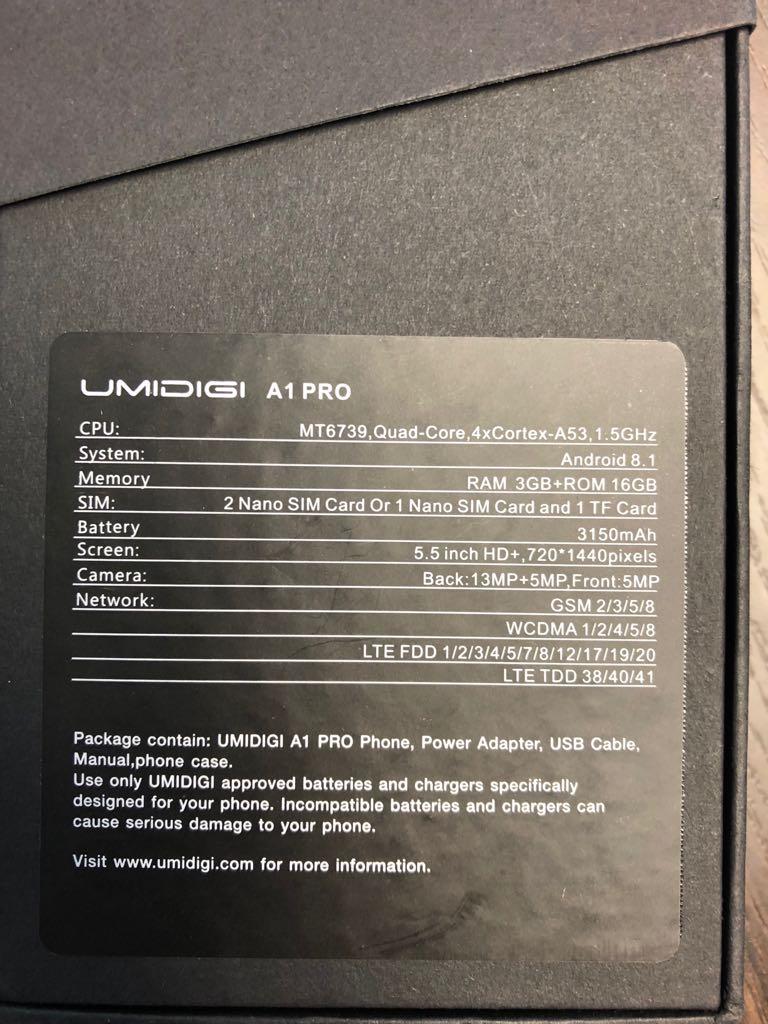 UMIDIGI A1 PRO
CPU: MT6739,Quad-Core,4xCortex-A53,1.5GHz
System: Android 8.1
Memory RAM 3GB+ROM 16GB
SIM: 2 Nano SIM Card Or 1 Nano SIM Card and 1 TF Card
Battery 3150mAh
Screen: 5.5 inch HD+,720*1440pixels
Camera: Back:13MP+5MP,Front:5MP
Network: GSM 2/3/5/8
WCDMA 1/2/4/5/8
LTE FDD 1/2/3/4/5/7/8/12/17/19/20
LTE TDD 38/40/41
Package contain: UMIDIGI A1 PRO Phone, Power Adapter, USB Cable,
Manual,phone case.
Use only UMIDIGI approved batteries and chargers specifically
designed for your phone. Incompatible batteries and chargers can
cause serious damage to your phone.
Visit www.umidigi.com for more information.